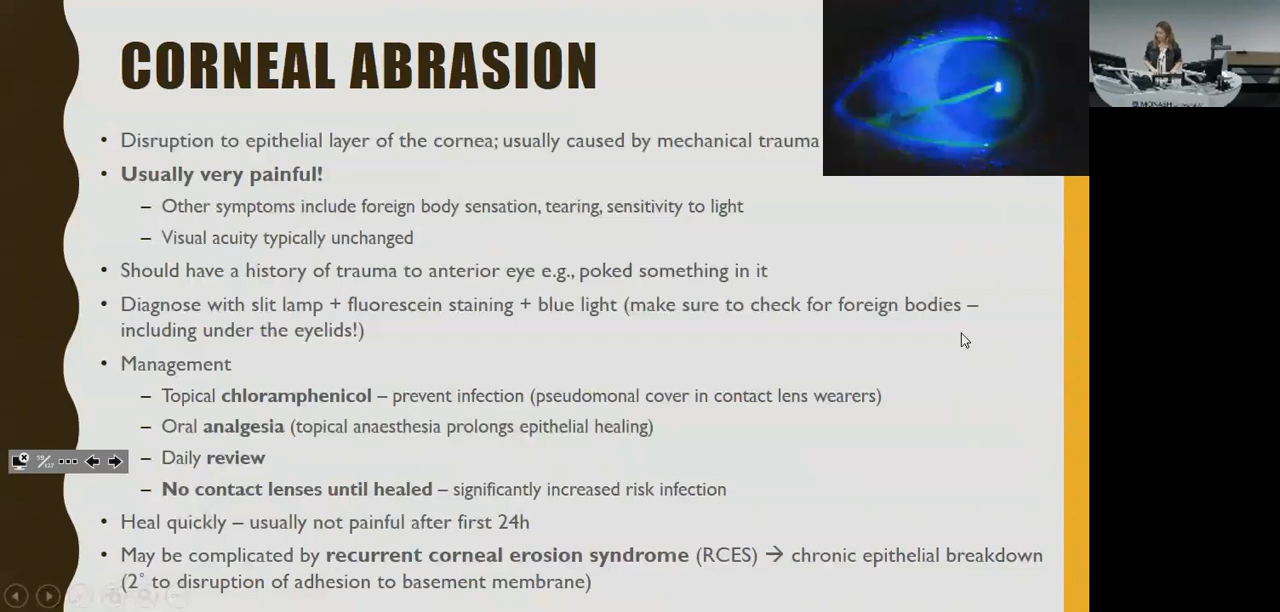 CORNEAL ABRASION
• Disruption to epithelial layer of the cornea; usually caused by mechanical trauma
• Usually very painful!
– Other symptoms include foreign body sensation, tearing, sensitivity to light
– Visual acuity typically unchanged
• Should have a history of trauma to anterior eye e.g., poked something in it
• Diagnose with slit lamp + fluorescein staining + blue light (make sure to check for foreign bodies –
including under the eyelids!)
• Management
– Topical chloramphenicol – prevent infection (pseudomonal cover in contact lens wearers)
– Oral analgesia (topical anaesthesia prolongs epithelial healing)
– Daily review
– No contact lenses until healed – significantly increased risk infection
• Heal quickly – usually not painful after first 24h
• May be complicated by recurrent corneal erosion syndrome (RCES) → chronic epithelial breakdown
(2° to disruption of adhesion to basement membrane)
MONASH